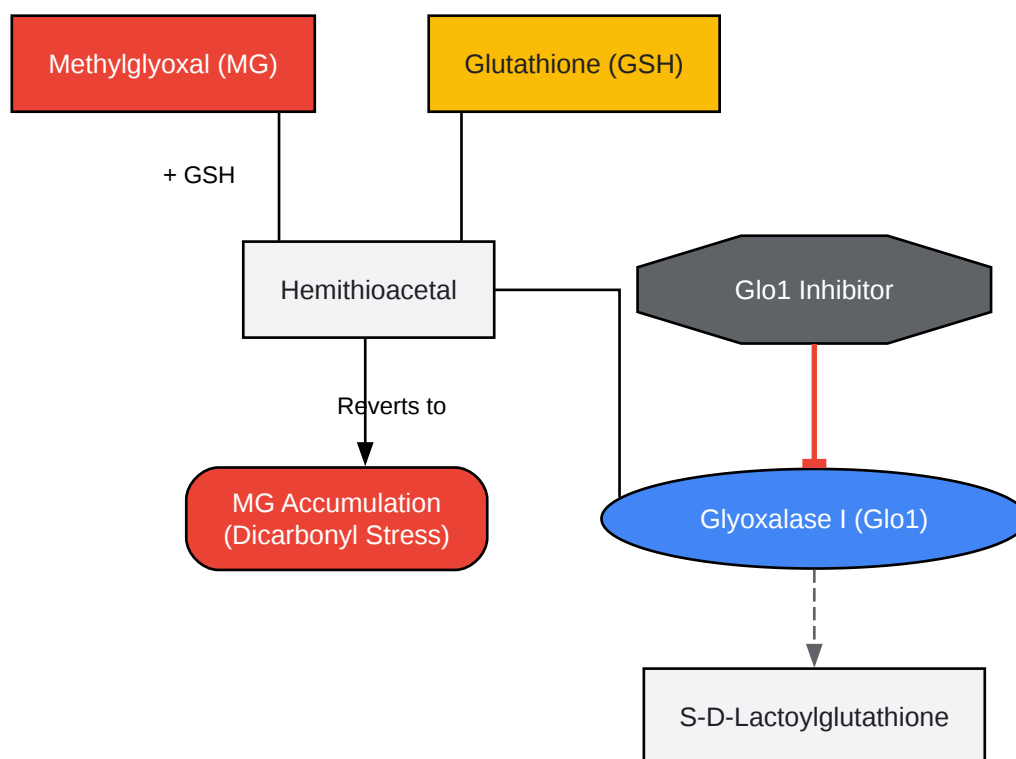 Methylglyoxal (MG)
Glutathione (GSH)
+ GSH
Hemithioacetal
Glo1 Inhibitor
Reverts to
MG Accumulation
(Dicarbonyl Stress)
Glyoxalase I (Glo1)
S-D-Lactoylglutathione